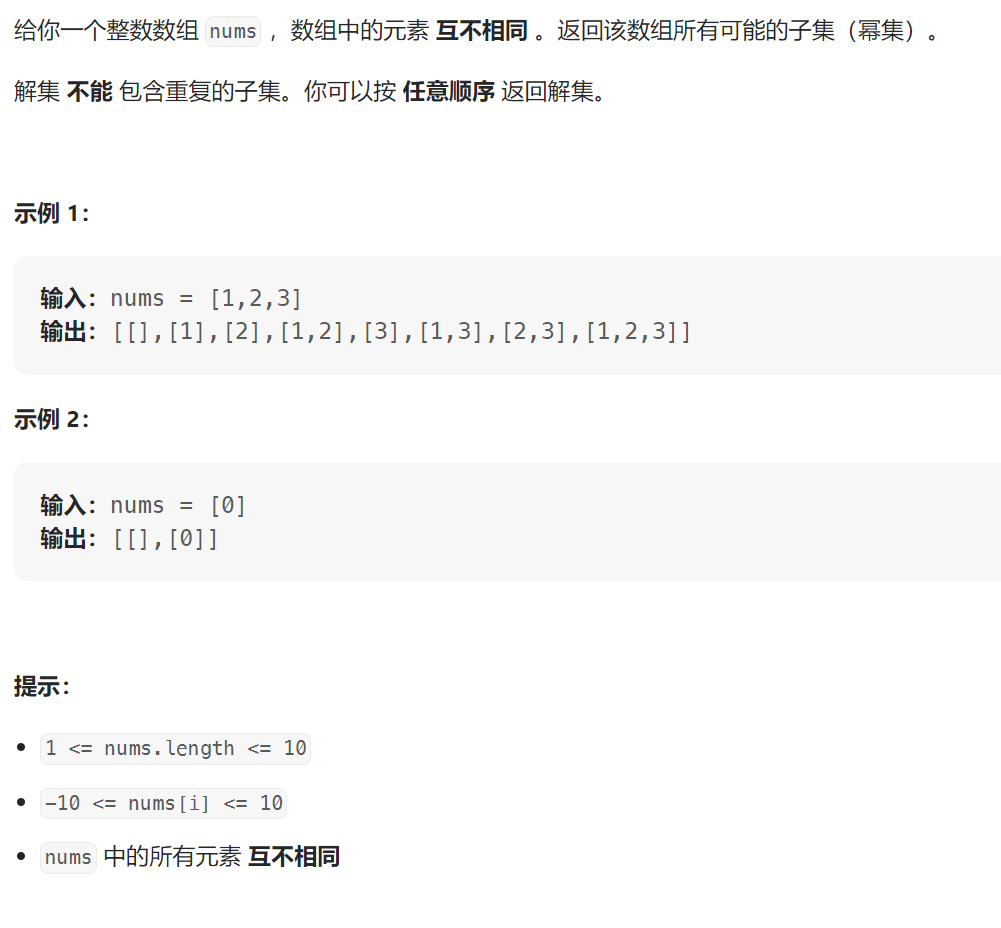 给你一个整数数组 nums ，数组中的元素 互不相同 。返回该数组所有可能的子集（幂集）。
解集 不能 包含重复的子集。你可以按 任意顺序 返回解集。
示例 1：
输入：nums = [1,2,3]
输出：[[],[1],[2],[1,2],[3],[1,3],[2,3],[1,2,3]]
示例 2：
输入：nums = [0]
输出：[[],[0]]
提示：
1 <= nums.length <= 10
-10 <= nums[i] <= 10
nums 中的所有元素 互不相同